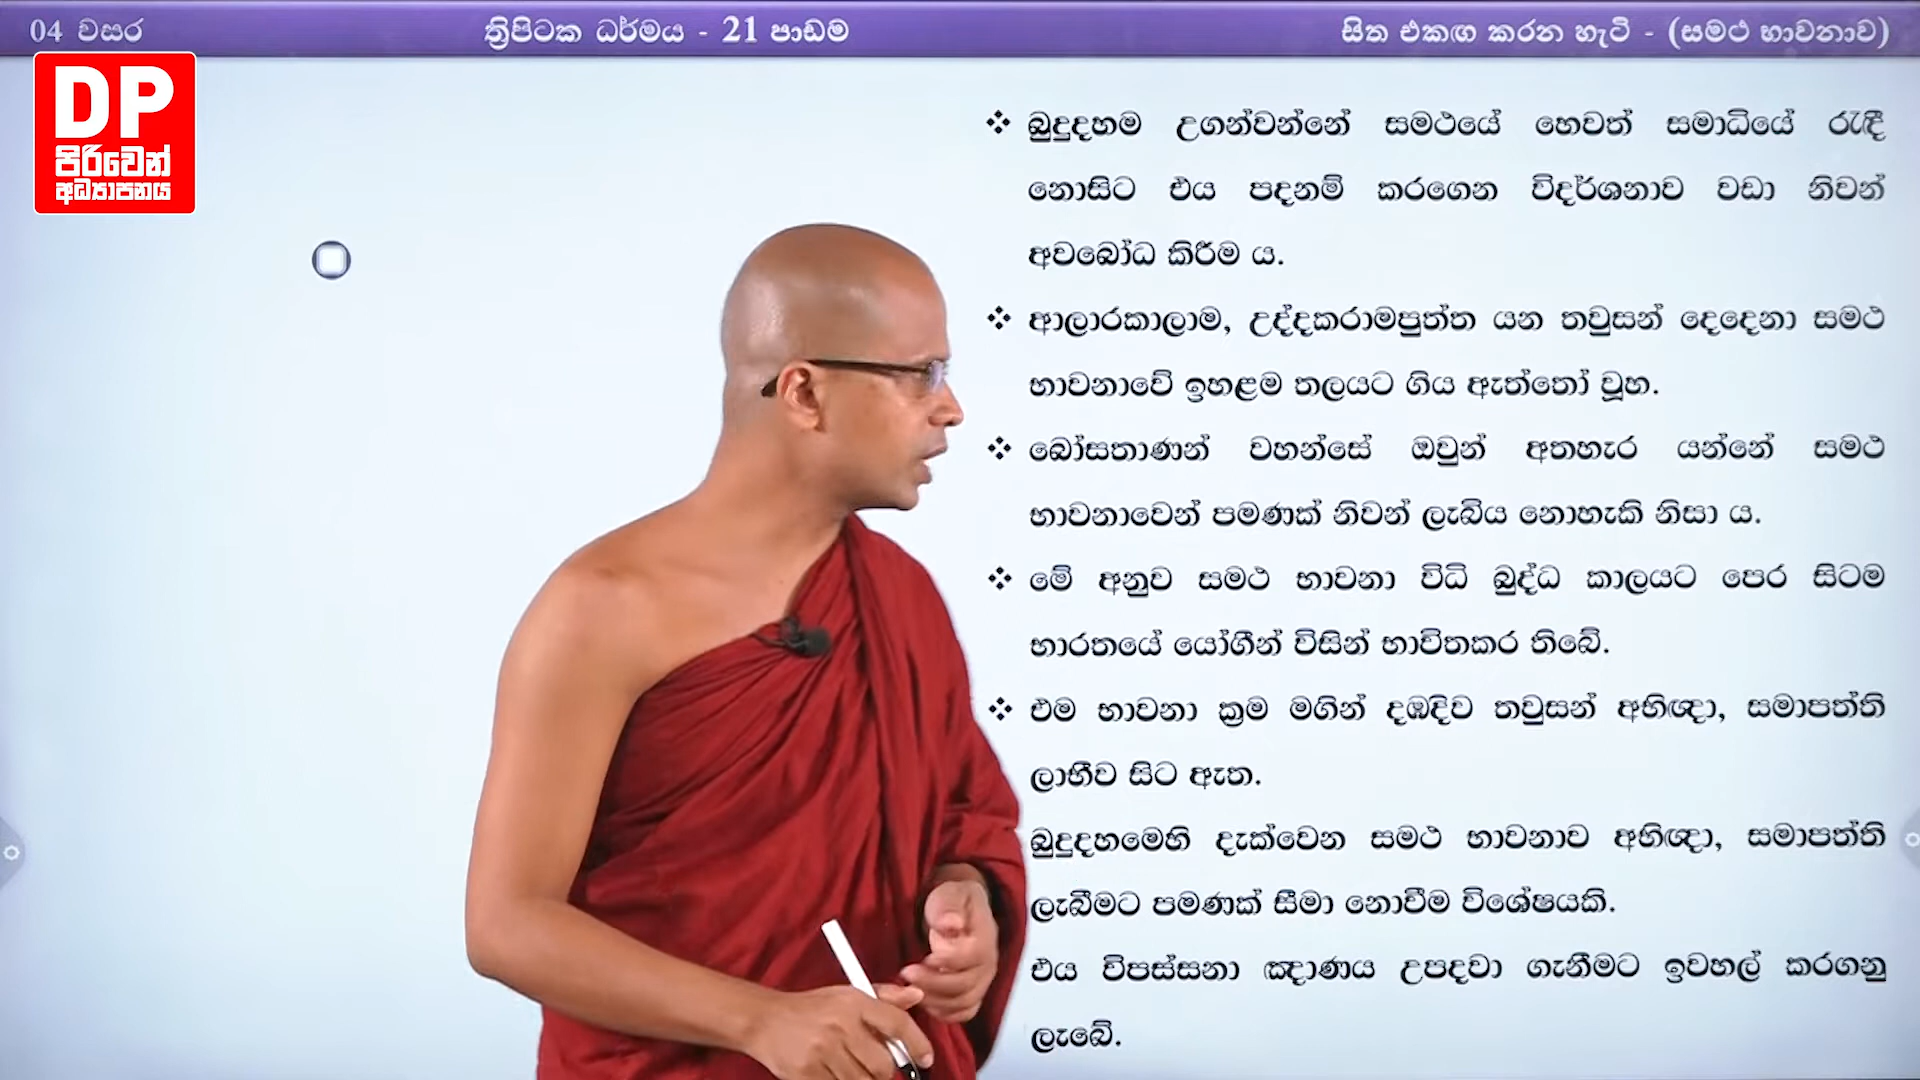 04 වසර
ත්‍රිපිටක ධර්මය - 21 පාඩම
සිත එකඟ කරන හැටි - (සමථ භාවනාව)
DP
පිරිවෙන්
අධ්‍යාපනය
❖ බුදුදහම උගන්වන්නේ සමථයේ හෙවත් සමාධියේ රැඳී
නොසිට එය පදනම් කරගෙන විදර්ශනාව වඩා නිවන්
අවබෝධ කිරීම ය.
❖ ආලාරකාලාම, උද්දකරාමපුත්ත යන තවුසන් දෙදෙනා සමථ
භාවනාවේ ඉහළම තලයට ගිය ඇත්තෝ වූහ.
❖ බෝසතාණන් වහන්සේ ඔවුන් අතහැර යන්නේ සමථ
භාවනාවෙන් පමණක් නිවන් ලැබිය නොහැකි නිසා ය.
❖ මේ අනුව සමථ භාවනා විධි බුද්ධ කාලයට පෙර සිටම
භාරතයේ යෝගීන් විසින් භාවිතකර තිබේ.
❖ එම භාවනා ක්‍රම මගින් දඹදිව තවුසන් අභිඥා, සමාපත්ති
ලාභීව සිට ඇත.
බුදුදහමෙහි දැක්වෙන සමථ භාවනාව අභිඥා, සමාපත්ති
ලැබීමට පමණක් සීමා නොවීම විශේෂයකි.
එය විපස්සනා ඤාණය උපදවා ගැනීමට ඉවහල් කරගනු
ලැබේ.